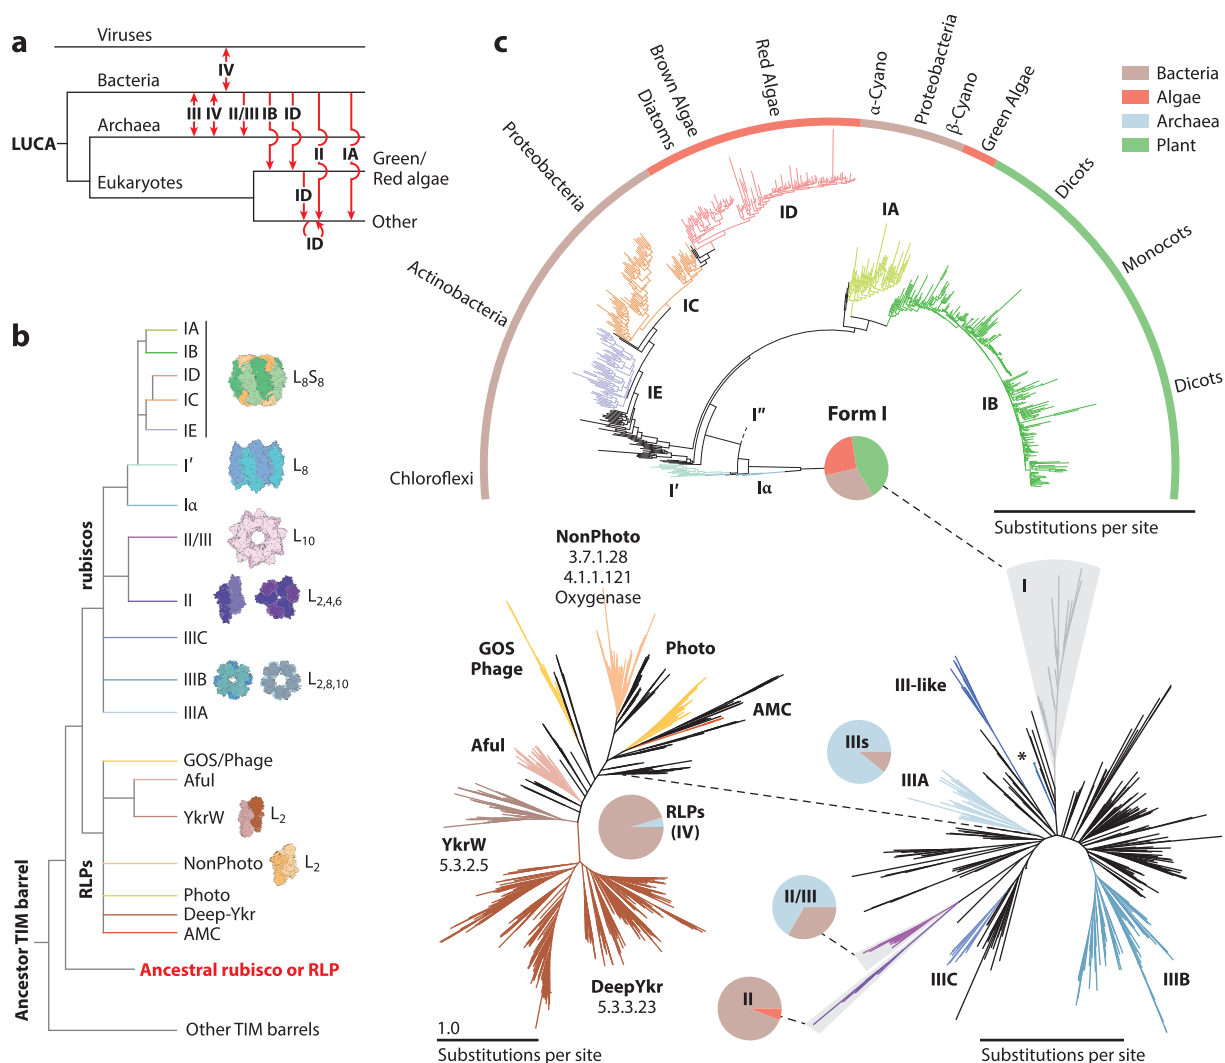 a
Viruses
IV
Bacteria
III
IV
II/III
IB
ID
II
IA
Archaea
LUCA
Eukaryotes
Green/
Red algae
ID
Other
ID
b
IA
IB
ID
IC
IE
L8S8
I′
L8
Iα
II/III
L10
II
L2,4,6
IIIC
IIIB
L2,8,10
IIIA
rubiscos
GOS/Phage
Aful
YkrW
L2
NonPhoto
L2
Photo
Deep-Ykr
AMC
RLPs
Ancestor TIM barrel
Ancestral rubisco or RLP
Other TIM barrels
c
Bacteria
Algae
Archaea
Plant
Chloroflexi
Actinobacteria
Proteobacteria
Diatoms
Brown Algae
Red Algae
α-Cyano
Proteobacteria
β-Cyano
Green Algae
Dicots
Monocots
Dicots
ID
IA
IC
IE
IB
I″
Form I
I′
Iα
Substitutions per site
NonPhoto
3.7.1.28
4.1.1.121
Oxygenase
GOS
Phage
Photo
AMC
Aful
YkrW
5.3.2.5
RLPs
(IV)
DeepYkr
5.3.3.23
1.0
Substitutions per site
I
III-like
*
IIIs
IIIA
II/III
II
IIIC
IIIB
Substitutions per site